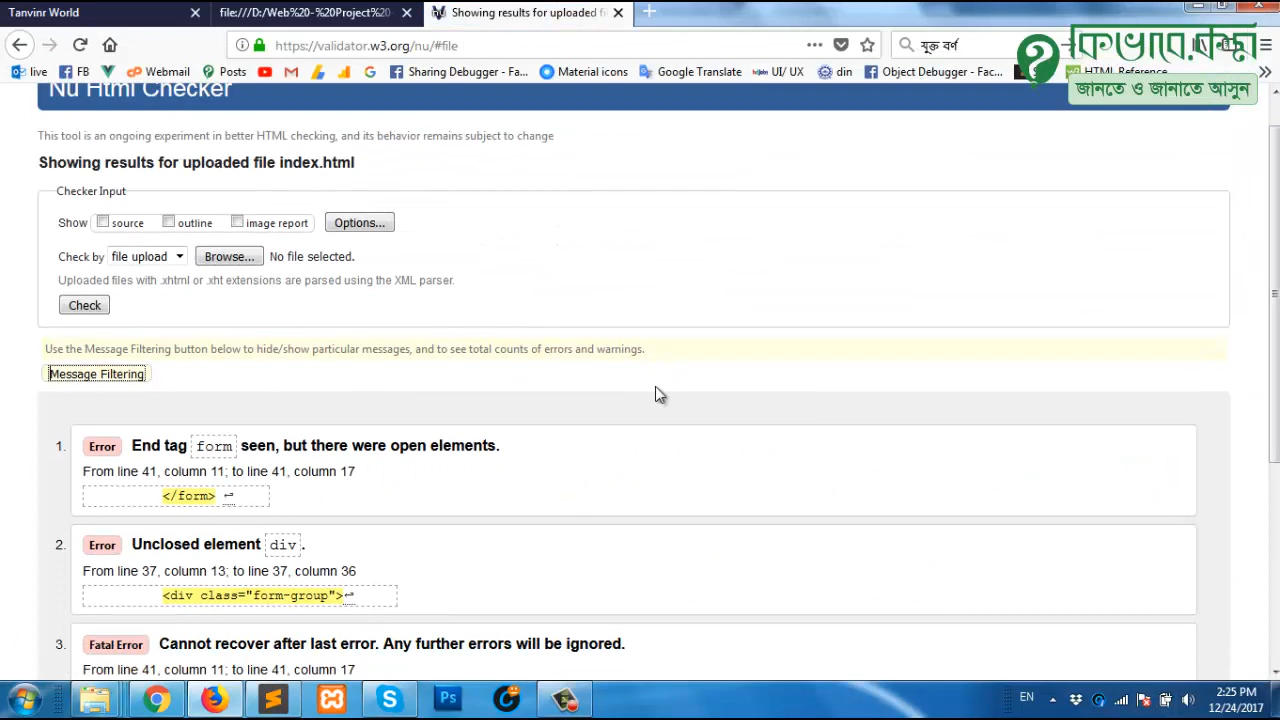 Tanvinr World
file:///D:/Web%20-%20Project%20-
Showing results for uploaded f
https://validator.w3.org/nu/#file
যুক্ত বর্ণ
live FB Webmail Posts Sharing Debugger - Fa... Material icons Google Translate UI/ UX din Object Debugger - Fac... HTML Reference
কিভাবে.কম
জানতে ও জানাতে আসুন
Nu Html Checker
This tool is an ongoing experiment in better HTML checking, and its behavior remains subject to change
Showing results for uploaded file index.html
Checker Input
Show source outline image report Options...
Check by file upload Browse... No file selected.
Uploaded files with .xhtml or .xht extensions are parsed using the XML parser.
Check
Use the Message Filtering button below to hide/show particular messages, and to see total counts of errors and warnings.
Message Filtering
1. Error End tag form seen, but there were open elements.
From line 41, column 11; to line 41, column 17
</form> ↩
2. Error Unclosed element div.
From line 37, column 13; to line 37, column 36
<div class="form-group">↩
3. Fatal Error Cannot recover after last error. Any further errors will be ignored.
From line 41, column 11; to line 41, column 17
EN
2:25 PM
12/24/2017